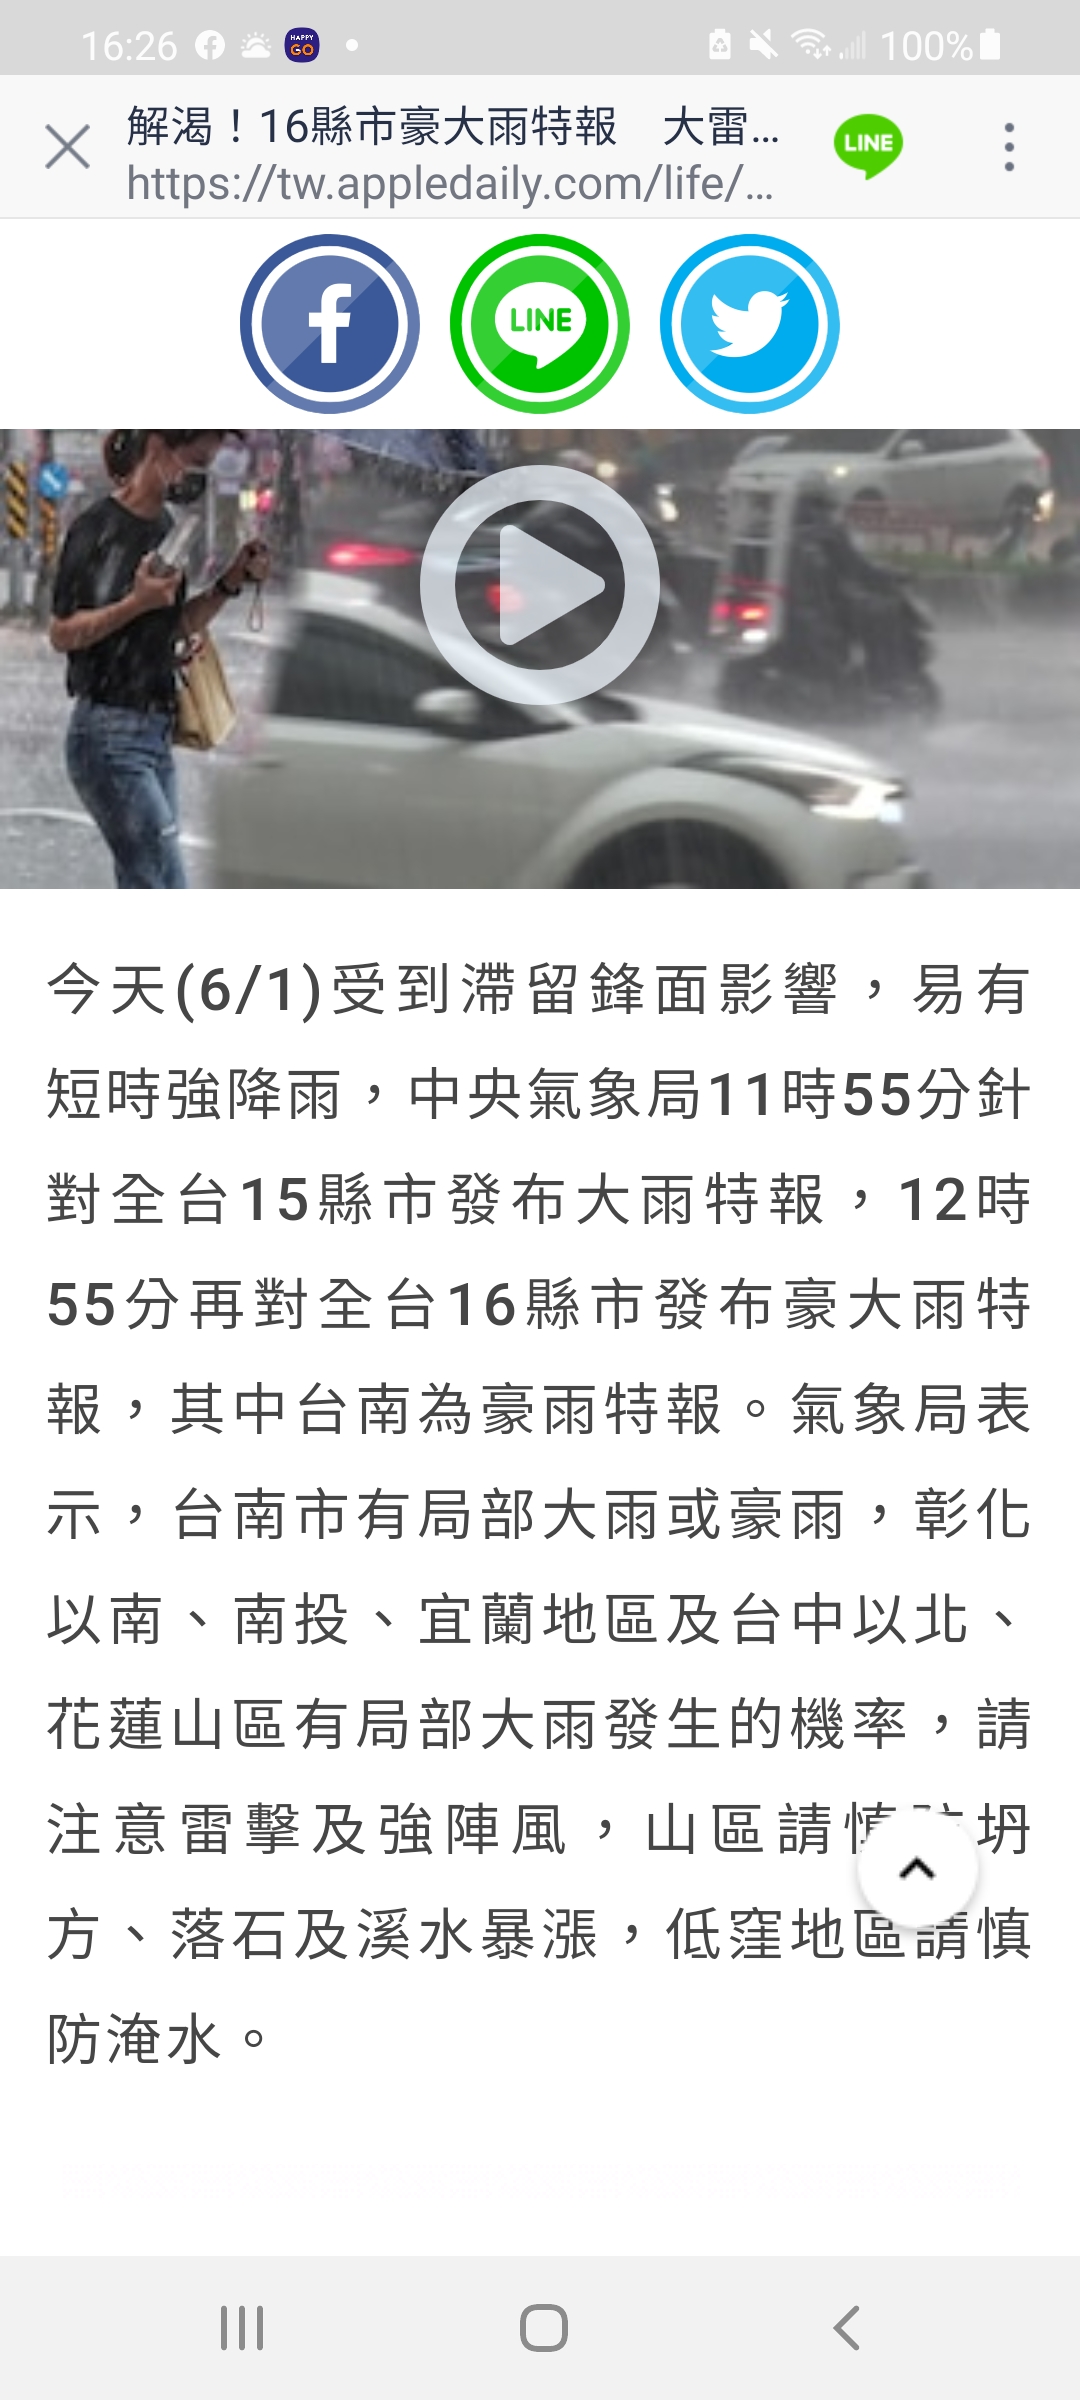 16:26
HAPPY GO
100%
解渴！16縣市豪大雨特報　大雷...
https://tw.appledaily.com/life/...
LINE
LINE
今天(6/1)受到滯留鋒面影響，易有
短時強降雨，中央氣象局11時55分針
對全台15縣市發布大雨特報，12時
55分再對全台16縣市發布豪大雨特
報，其中台南為豪雨特報。氣象局表
示，台南市有局部大雨或豪雨，彰化
以南、南投、宜蘭地區及台中以北、
花蓮山區有局部大雨發生的機率，請
注意雷擊及強陣風，山區請慎防坍
方、落石及溪水暴漲，低窪地區請慎
防淹水。